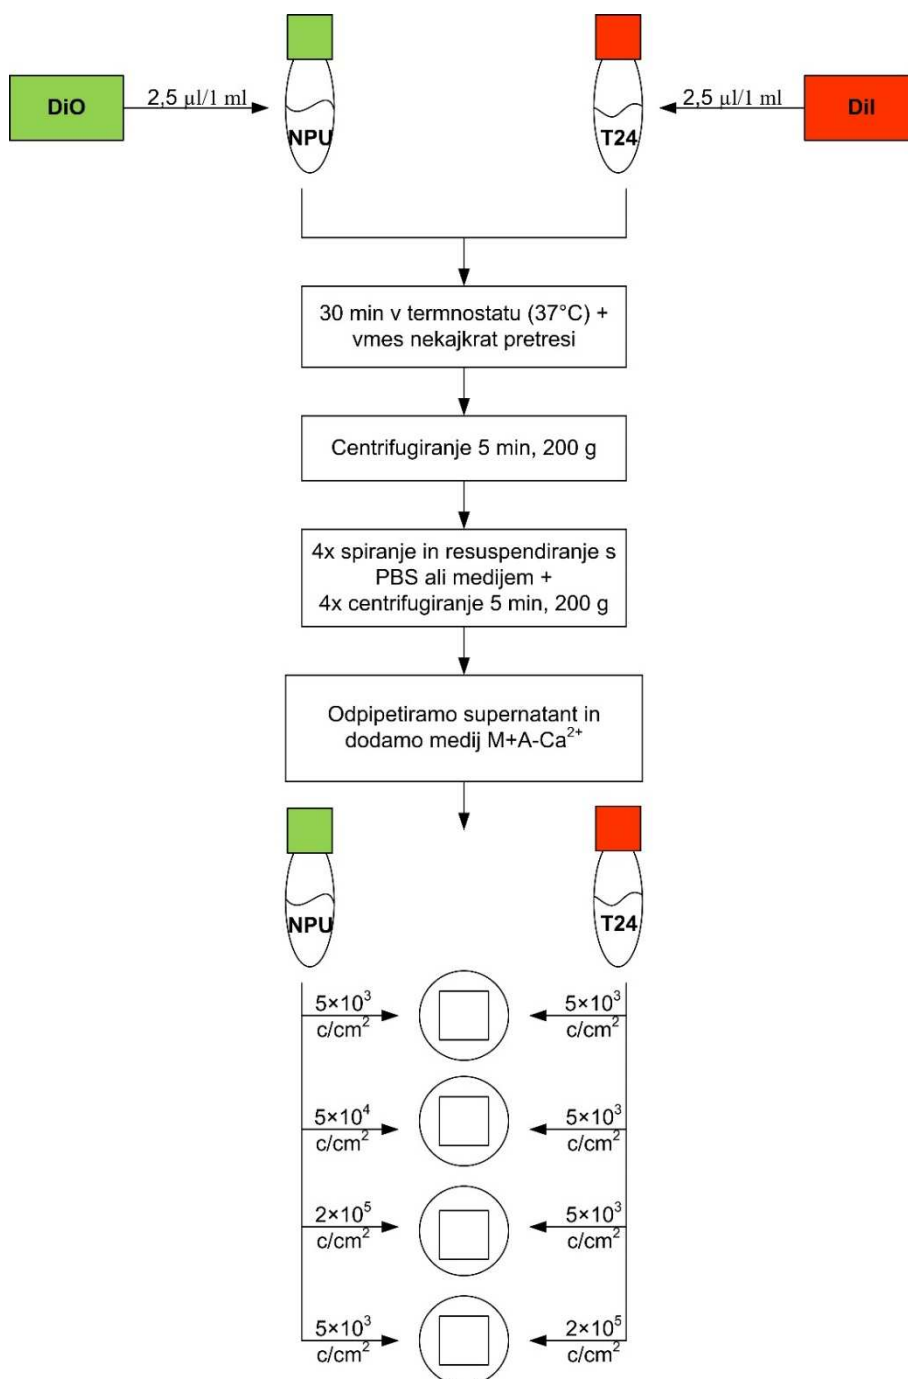 DiO
2,5 µl/1 ml
NPU
T24
2,5 µl/1 ml
DiI
30 min v termnostatu (37°C) +
vmes nekajkrat pretresi
Centrifugiranje 5 min, 200 g
4x spiranje in resuspendiranje s
PBS ali medijem +
4x centrifugiranje 5 min, 200 g
Odpipetiramo supernatant in
dodamo medij M+A-Ca²⁺
NPU
T24
5×10³
c/cm²
5×10³
c/cm²
5×10⁴
c/cm²
5×10³
c/cm²
2×10⁵
c/cm²
5×10³
c/cm²
5×10³
c/cm²
2×10⁵
c/cm²